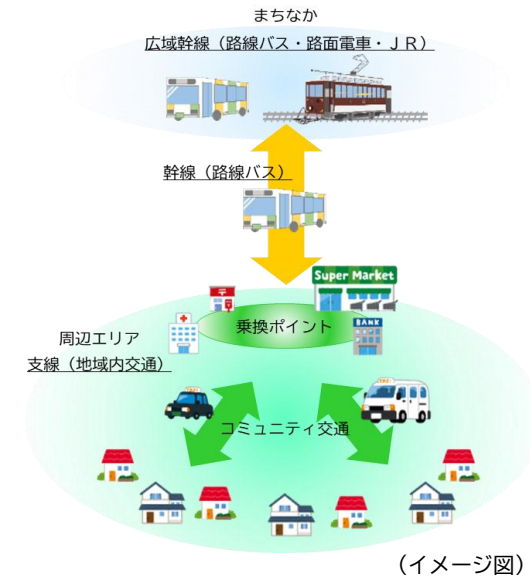 まちなか
広域幹線（路線バス・路面電車・ＪＲ）
幹線（路線バス）
Super Market
乗換ポイント
BANK
周辺エリア
支線（地域内交通）
コミュニティ交通
（イメージ図）